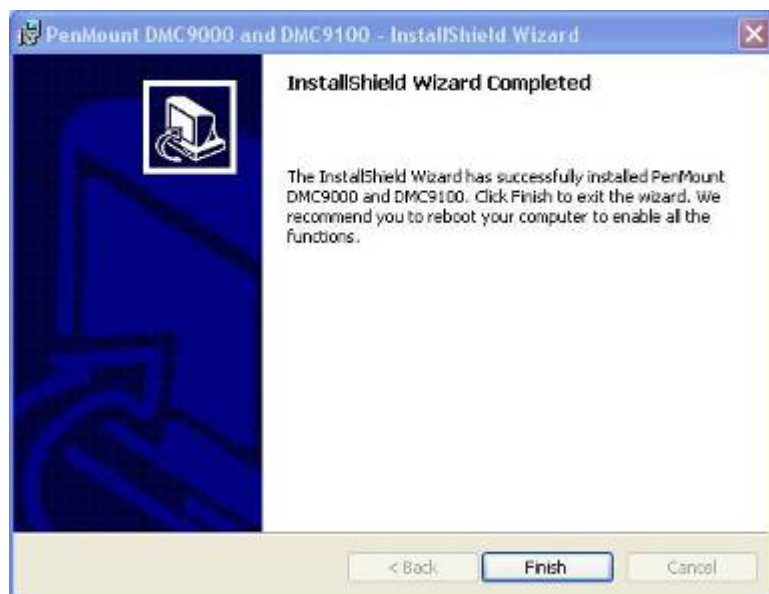 PenMount DMC9000 and DMC9100 - InstallShield Wizard
InstallShield Wizard Completed
The InstallShield Wizard has successfully installed PenMount
DMC9000 and DMC9100. Click Finish to exit the wizard. We
recommend you to reboot your computer to enable all the
functions.
< Back
Finish
Cancel